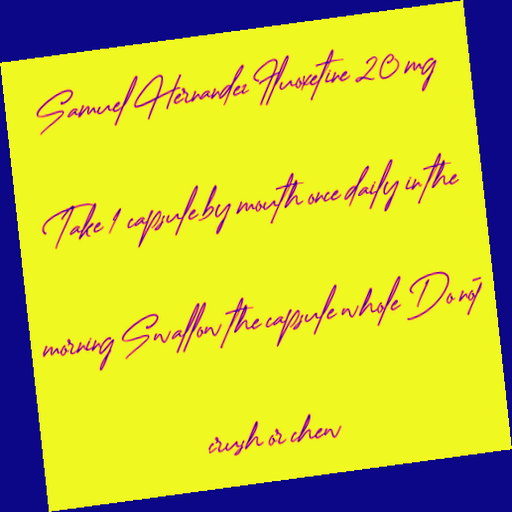 Samuel Hernandez Fluoxetine 20 mg
Take 1 capsule by mouth once daily in the
morning Swallow the capsule whole Do not
crush or chew